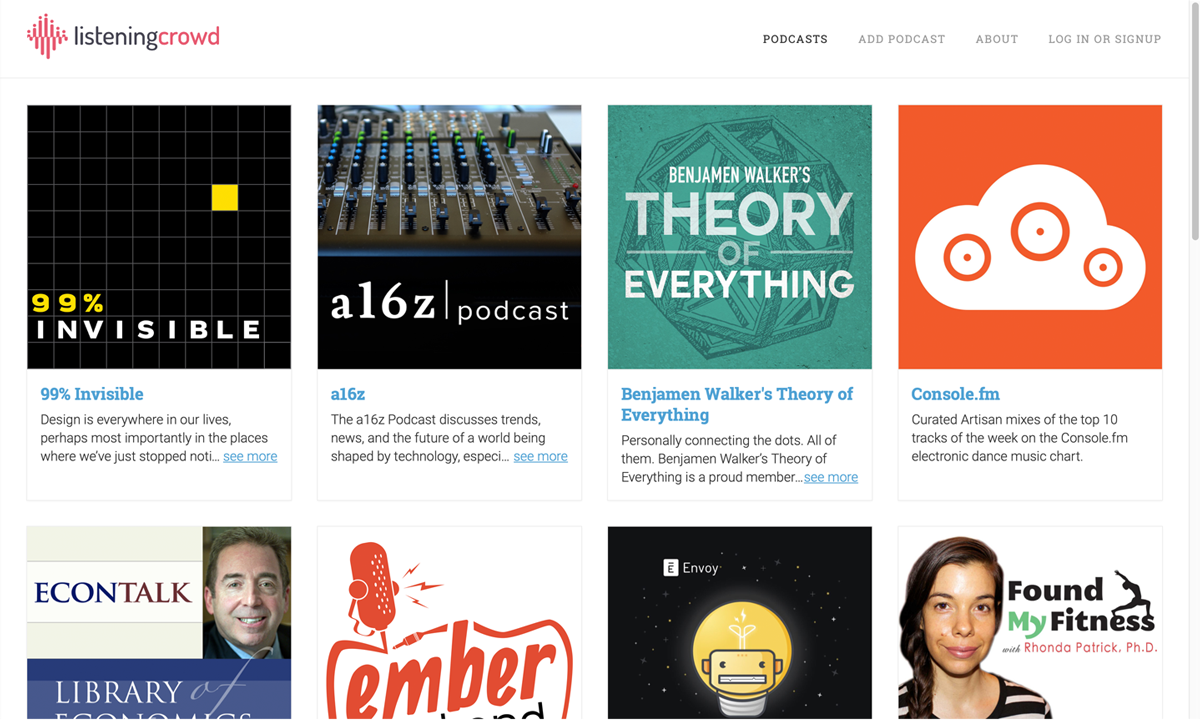 listeningcrowd
PODCASTS
ADD PODCAST
ABOUT
LOG IN OR SIGNUP
99%
INVISIBLE
a16z | podcast
BENJAMEN WALKER'S
THEORY
OF
EVERYTHING
99% Invisible
Design is everywhere in our lives,
perhaps most importantly in the places
where we've just stopped noti... see more
a16z
The a16z Podcast discusses trends,
news, and the future of a world being
shaped by technology, especi... see more
Benjamen Walker's Theory of
Everything
Personally connecting the dots. All of
them. Benjamen Walker's Theory of
Everything is a proud member...see more
Console.fm
Curated Artisan mixes of the top 10
tracks of the week on the Console.fm
electronic dance music chart.
ECONTALK
LIBRARY of
ECONOMICS
ember
Envoy
Found
My Fitness
with Rhonda Patrick, Ph.D.